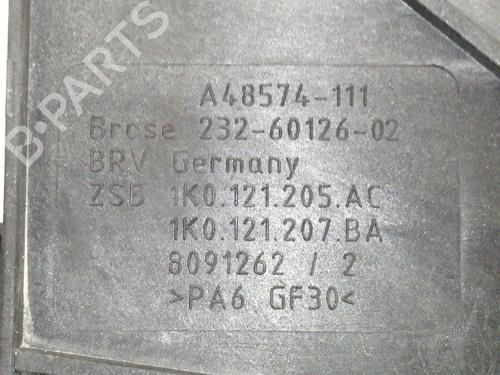 B-PARTS
A48574-111
Brose 232-60126-02
BRV Germany
ZSB 1K0.121.205.AC
1K0.121.207.BA
8091262 / 2
>PA6 GF30<